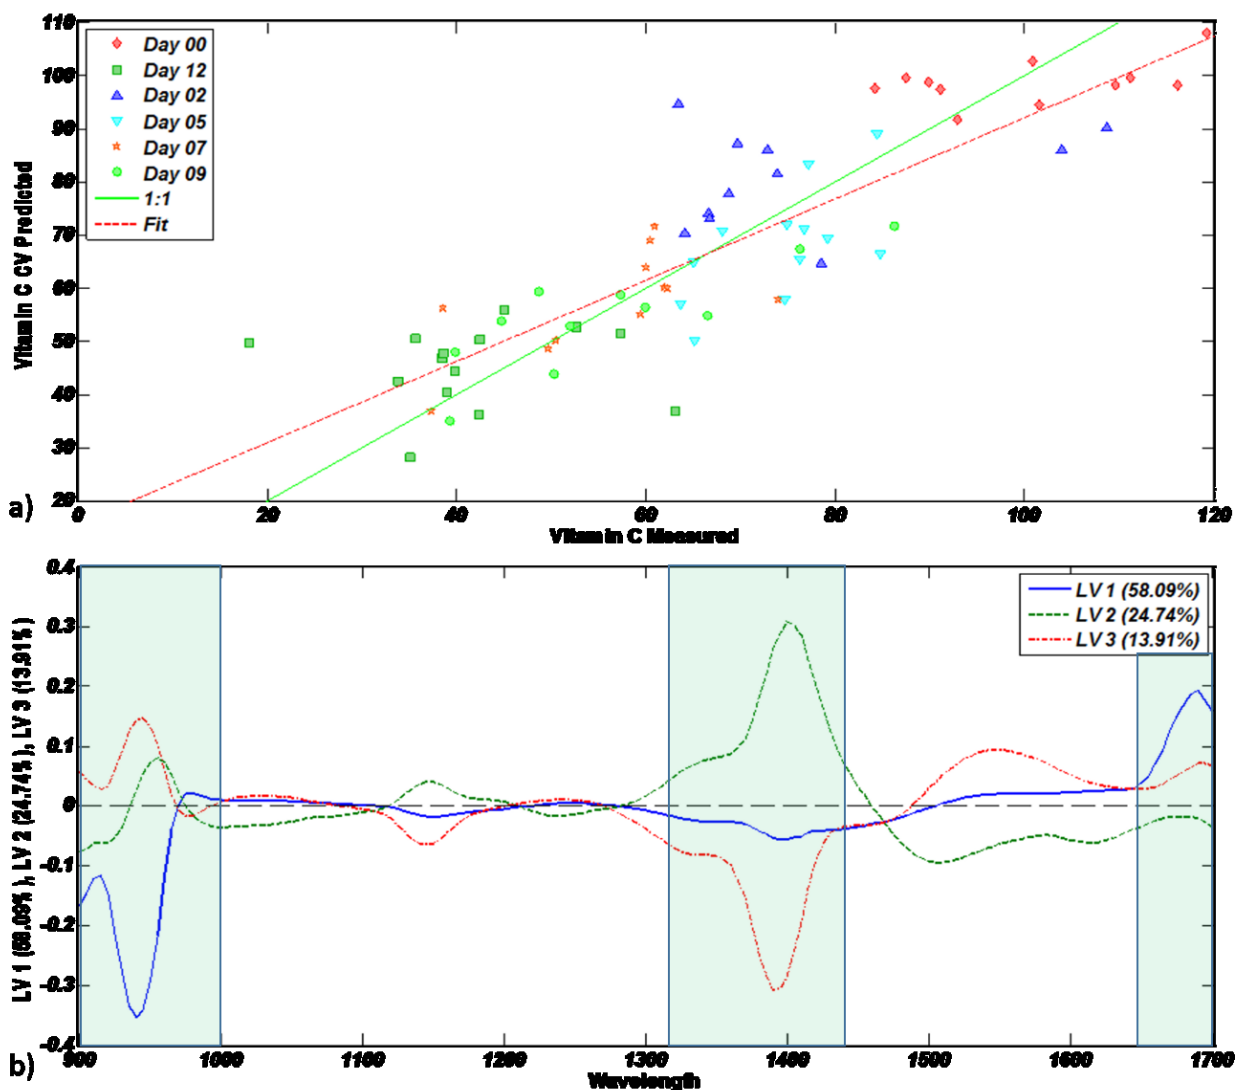 110
100
90
80
70
60
50
40
30
20
Vitamin C CV Predicted
Day 00
Day 12
Day 02
Day 05
Day 07
Day 09
1:1
Fit
a)
0 20 40 60 80 100 120
Vitamin C Measured
0.4
0.3
0.2
0.1
0
-0.1
-0.2
-0.3
-0.4
LV 1 (58.09%), LV 2 (24.74%), LV 3 (13.91%)
LV 1 (58.09%)
LV 2 (24.74%)
LV 3 (13.91%)
b)
900 1000 1100 1200 1300 1400 1500 1600 1700
Wavelength